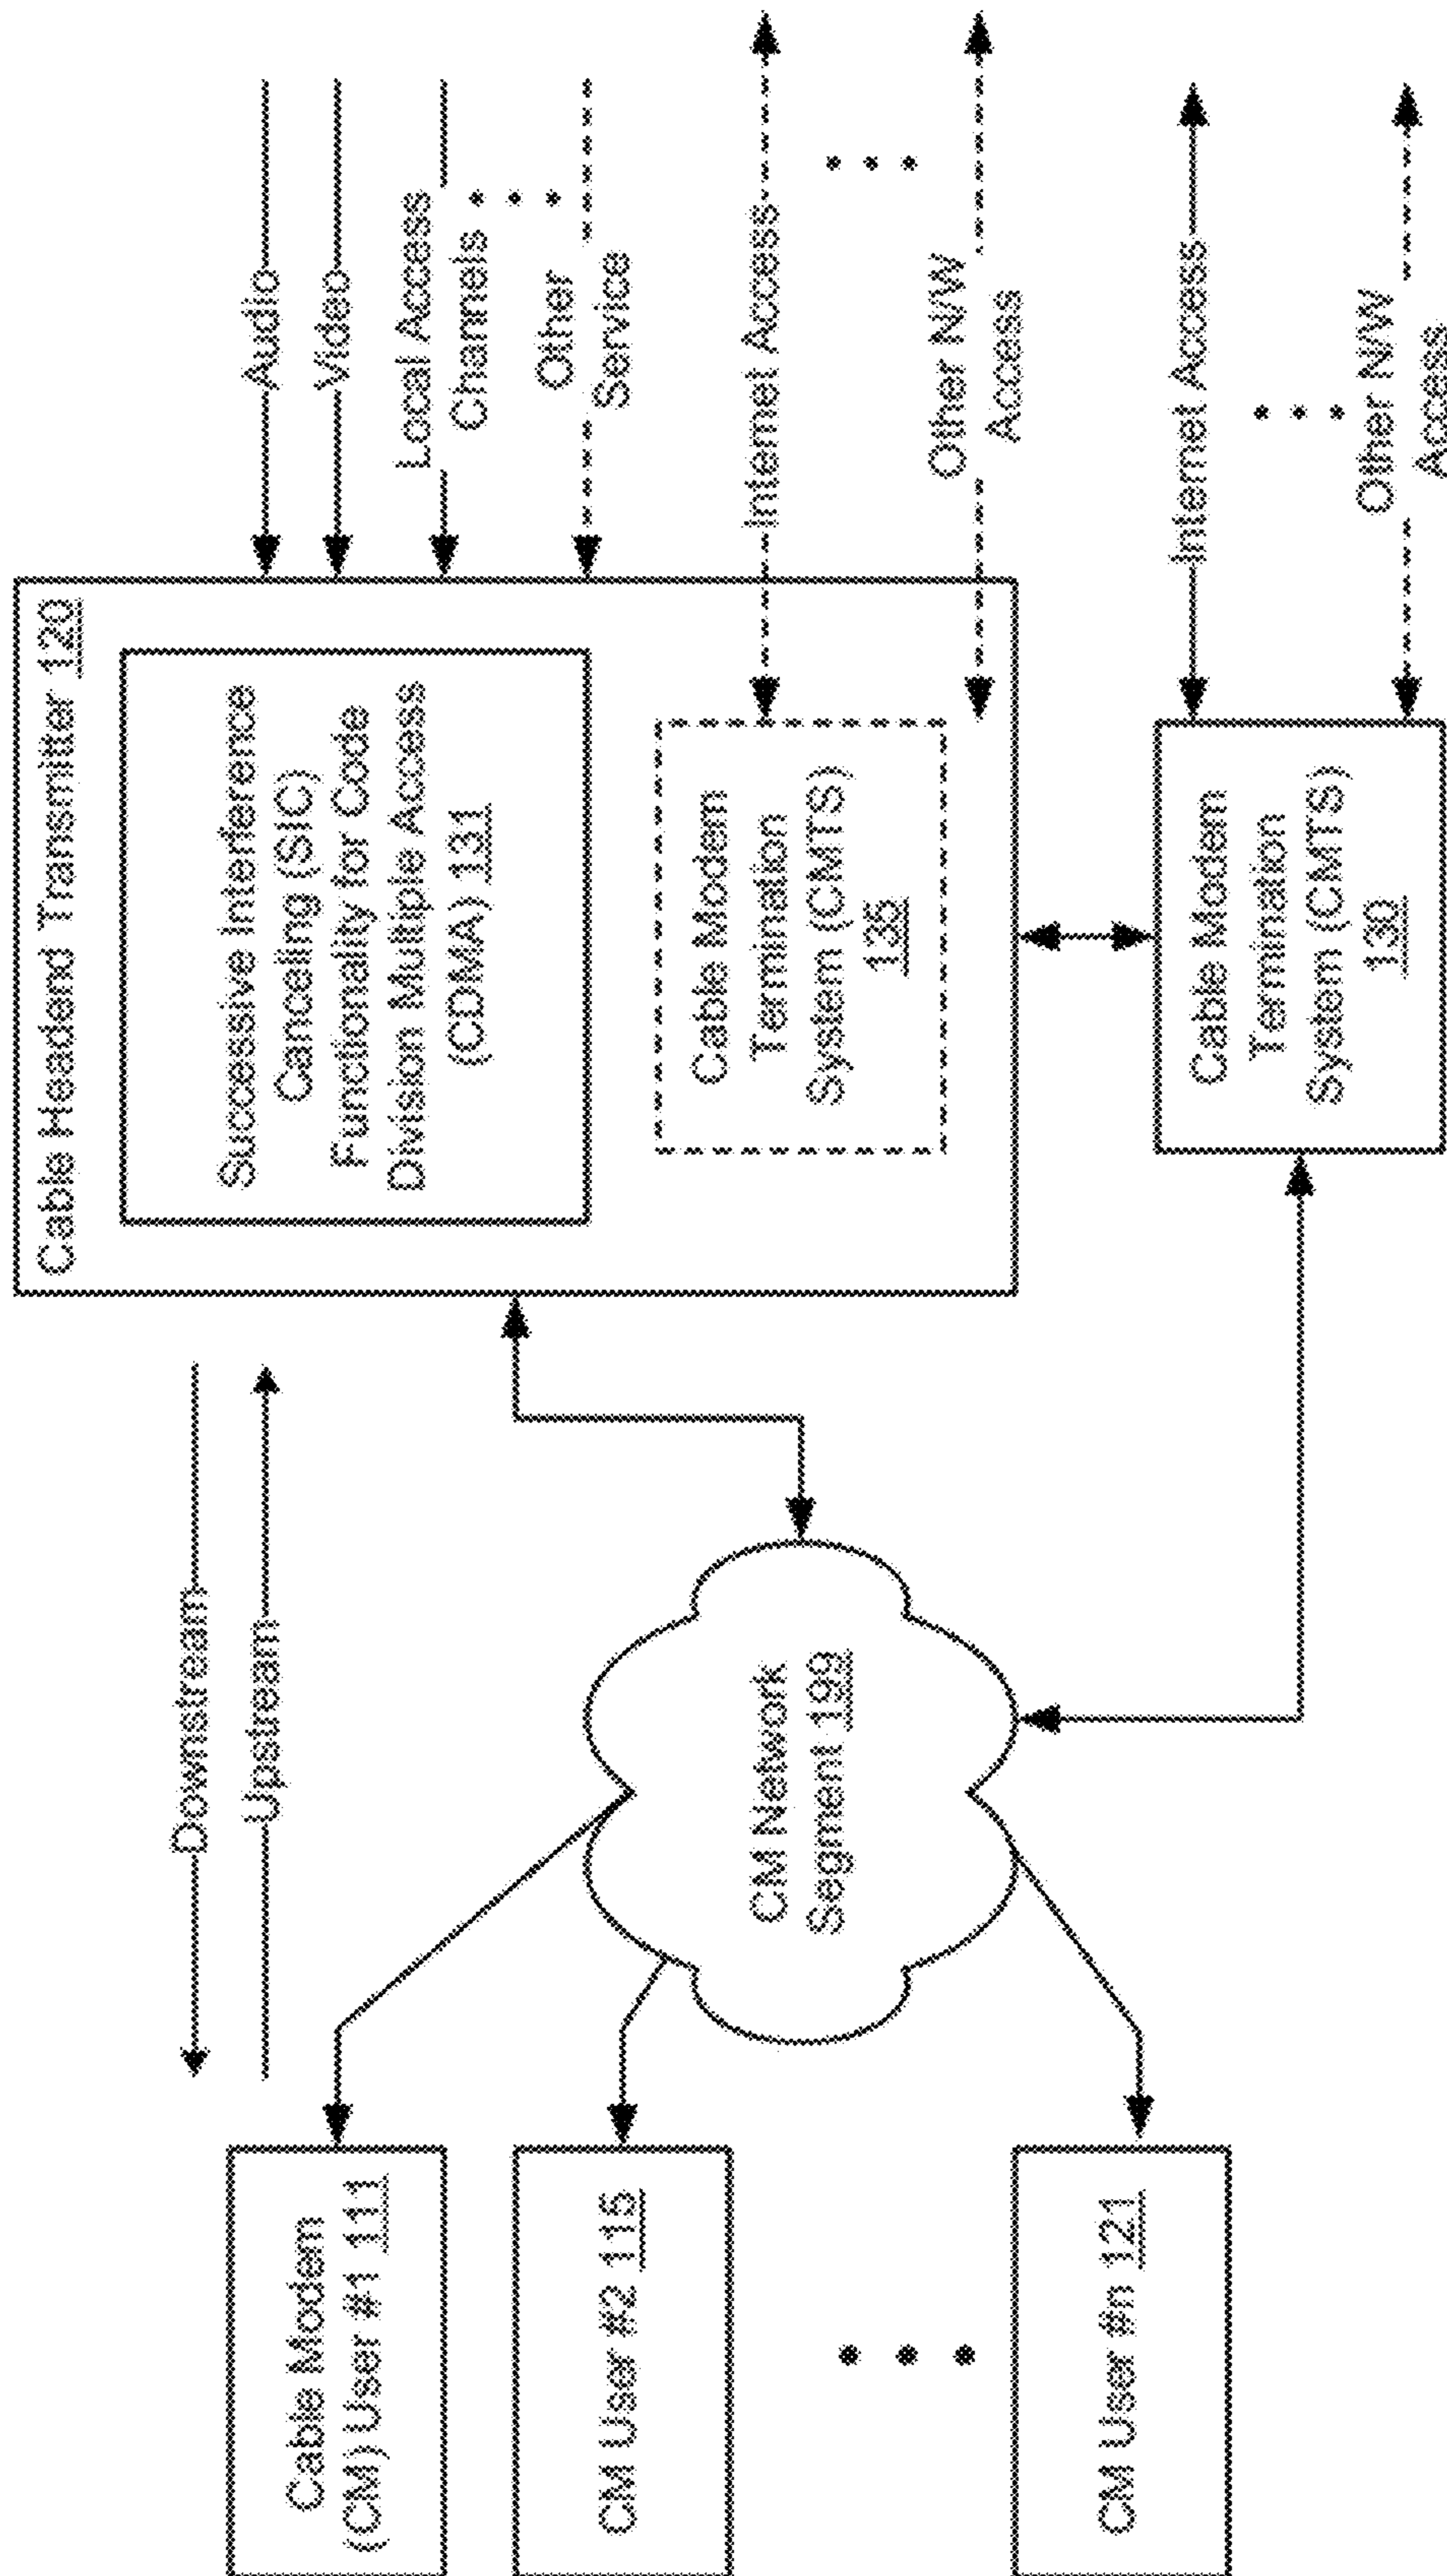 Cable Headend Transmitter 120
Successive Interference
Canceling (SIC)
Functionality for Code
Division Multiple Access
(CDMA) 131
Cable Modem
Termination
System (CMTS)
135
Cable Modem
Termination
System (CMTS)
130
Audio
Video
Local Access
Channels
Other
Service
Internet Access
Other N/W
Access
Internet Access
Other N/W
Access
Downstream
Upstream
CM Network
Segment 199
Cable Modem
(CM) User #1 111
CM User #2 115
CM User #n 121